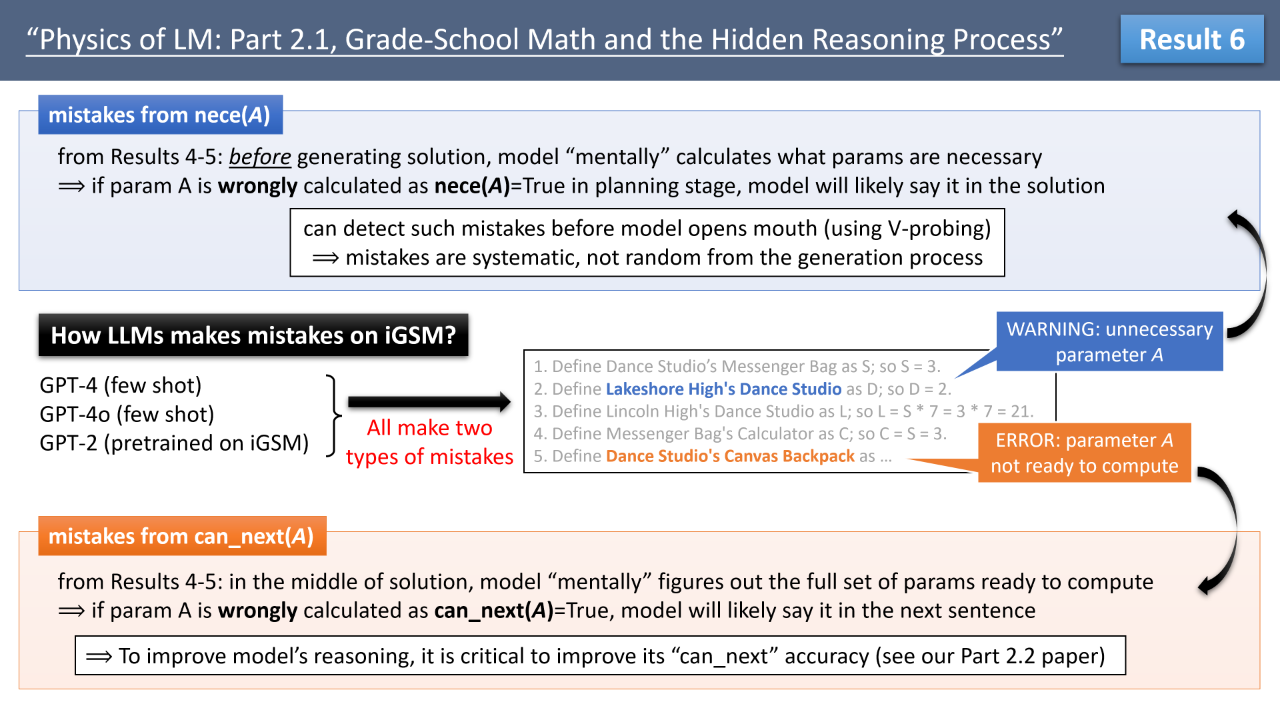 “Physics of LM: Part 2.1, Grade-School Math and the Hidden Reasoning Process”
Result 6
mistakes from nece(A)
from Results 4-5: before generating solution, model “mentally” calculates what params are necessary
⟹ if param A is wrongly calculated as nece(A)=True in planning stage, model will likely say it in the solution
can detect such mistakes before model opens mouth (using V-probing)
⟹ mistakes are systematic, not random from the generation process
How LLMs makes mistakes on iGSM?
GPT-4 (few shot)
GPT-4o (few shot)
GPT-2 (pretrained on iGSM)
All make two
types of mistakes
1. Define Dance Studio’s Messenger Bag as S; so S = 3.
2. Define Lakeshore High's Dance Studio as D; so D = 2.
3. Define Lincoln High's Dance Studio as L; so L = S * 7 = 3 * 7 = 21.
4. Define Messenger Bag's Calculator as C; so C = S = 3.
5. Define Dance Studio's Canvas Backpack as …
WARNING: unnecessary
parameter A
ERROR: parameter A
not ready to compute
mistakes from can_next(A)
from Results 4-5: in the middle of solution, model “mentally” figures out the full set of params ready to compute
⟹ if param A is wrongly calculated as can_next(A)=True, model will likely say it in the next sentence
⟹ To improve model’s reasoning, it is critical to improve its “can_next” accuracy (see our Part 2.2 paper)